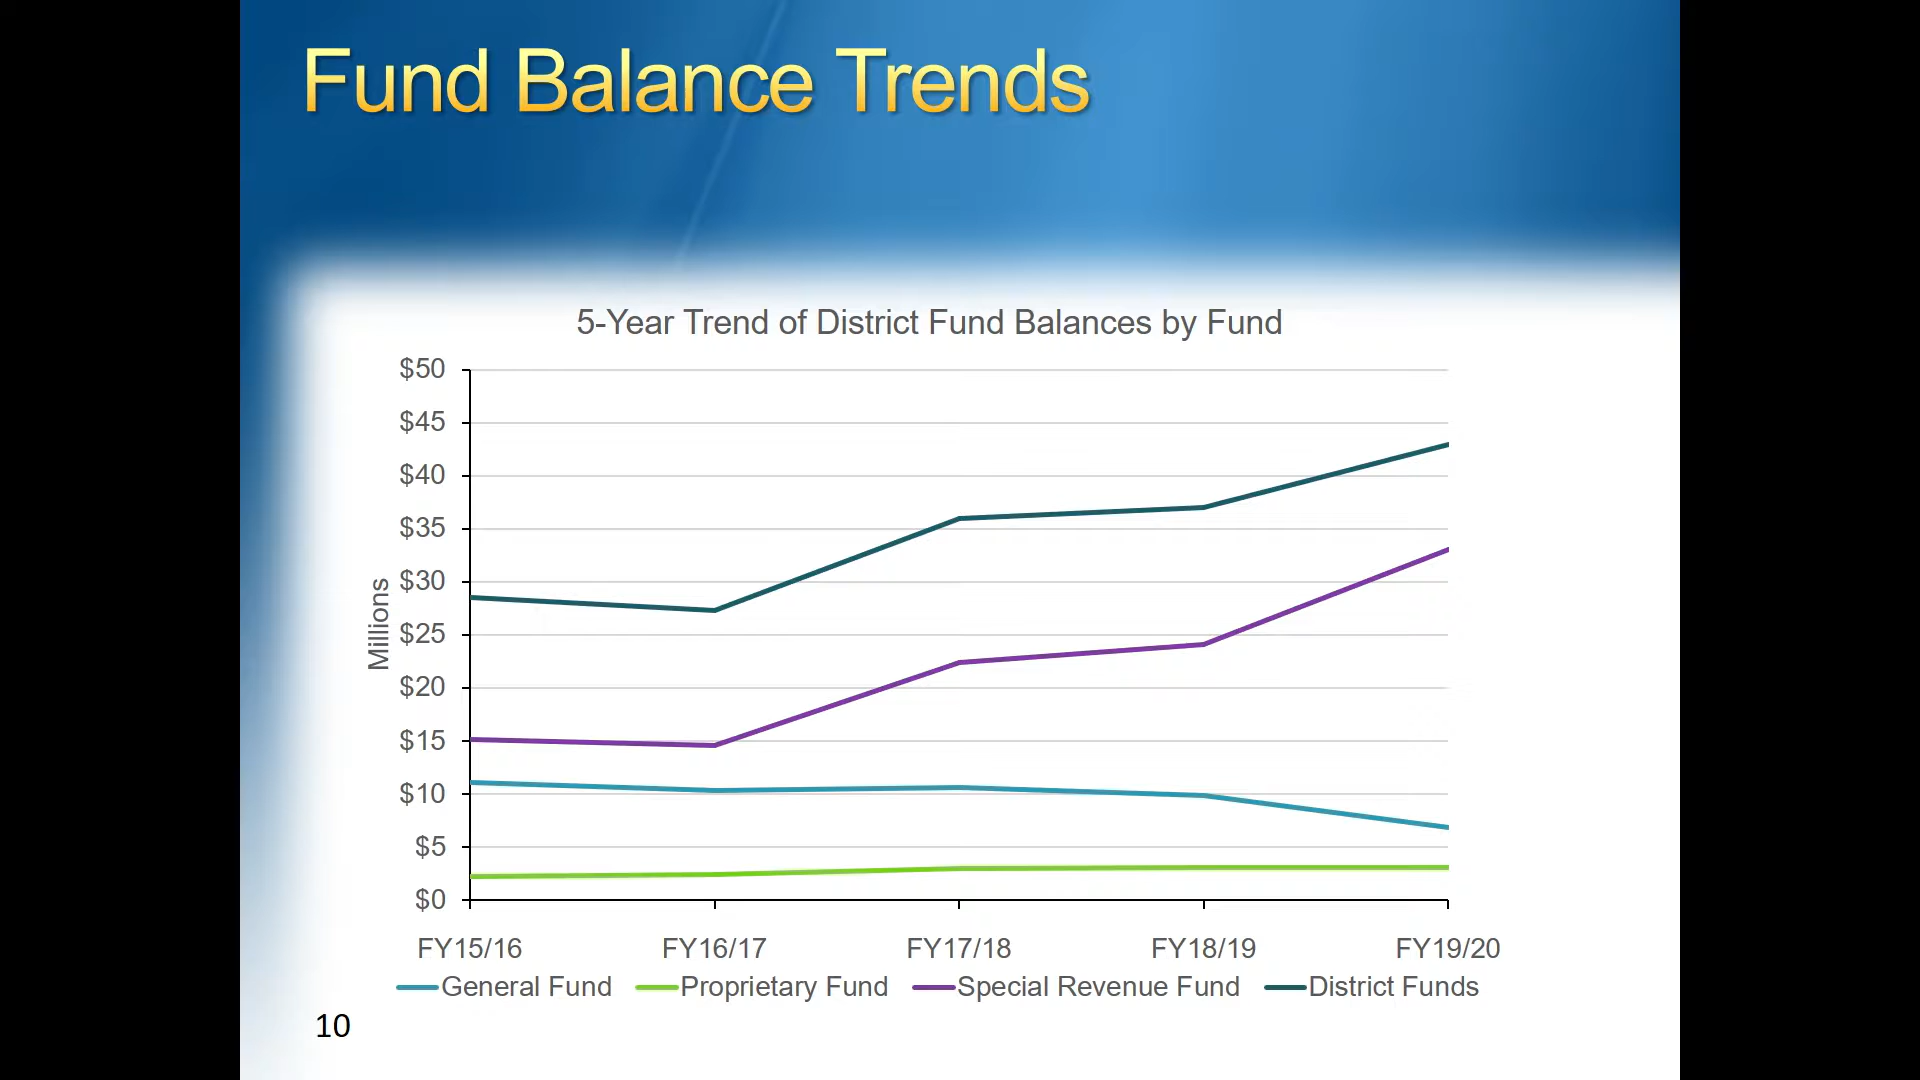 Fund Balance Trends
5-Year Trend of District Fund Balances by Fund
$50
$45
$40
$35
$30
$25
$20
$15
$10
$5
$0
Millions
FY15/16 FY16/17 FY17/18 FY18/19 FY19/20
General Fund Proprietary Fund Special Revenue Fund District Funds
10